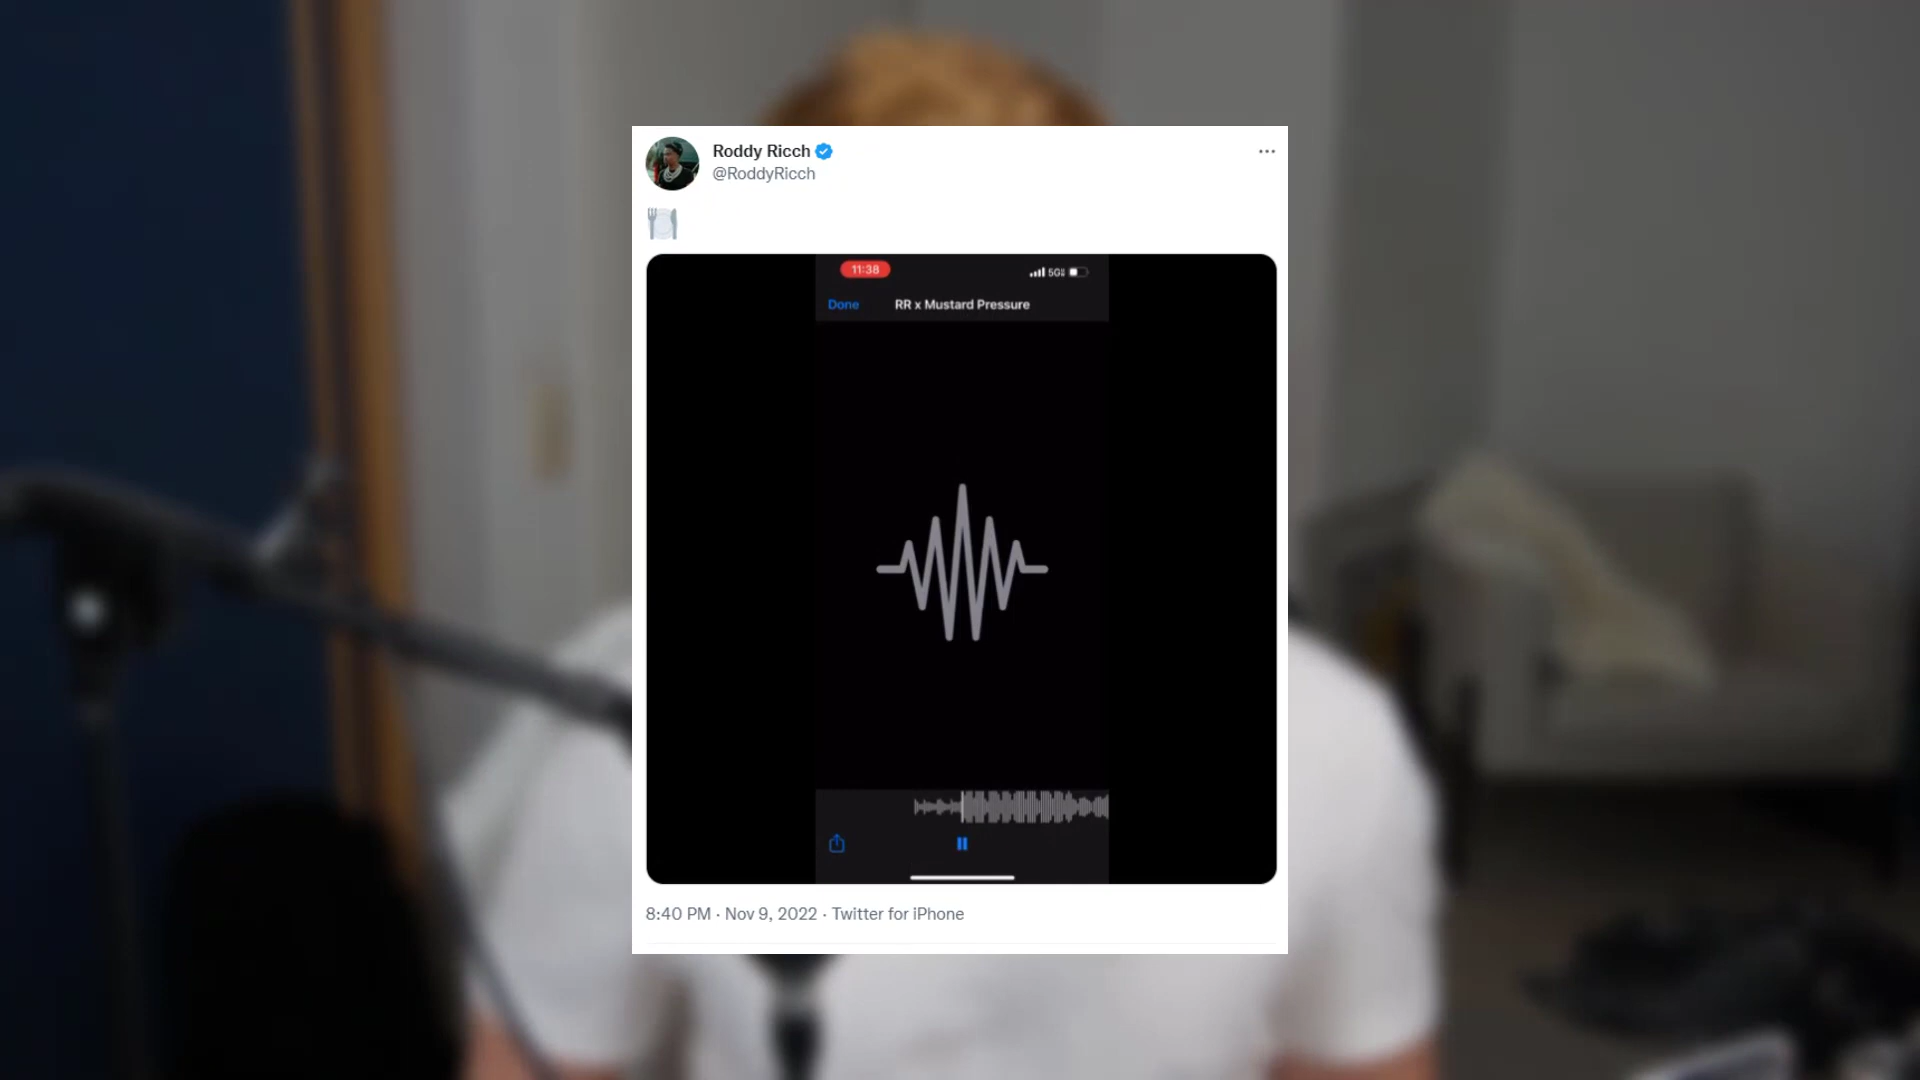 Roddy Ricch
@RoddyRicch
🍽️
11:38
5G
Done
RR x Mustard Pressure
8:40 PM · Nov 9, 2022 · Twitter for iPhone